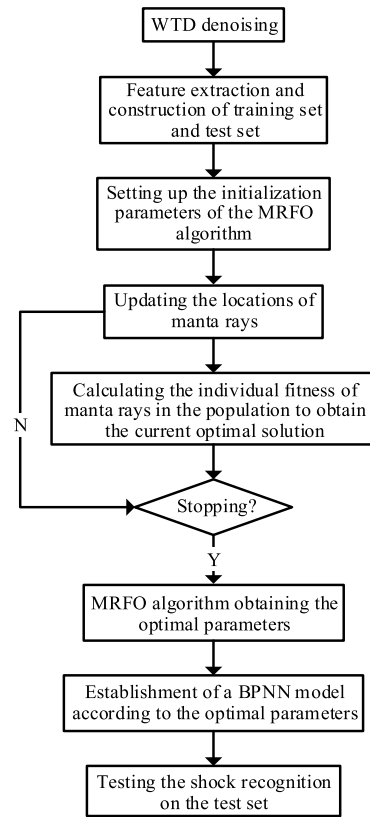 WTD denoising
Feature extraction and
construction of training set
and test set
Setting up the initialization
parameters of the MRFO
algorithm
Updating the locations of
manta rays
Calculating the individual fitness of
manta rays in the population to obtain
the current optimal solution
N
Stopping?
Y
MRFO algorithm obtaining the
optimal parameters
Establishment of a BPNN model
according to the optimal parameters
Testing the shock recognition
on the test set